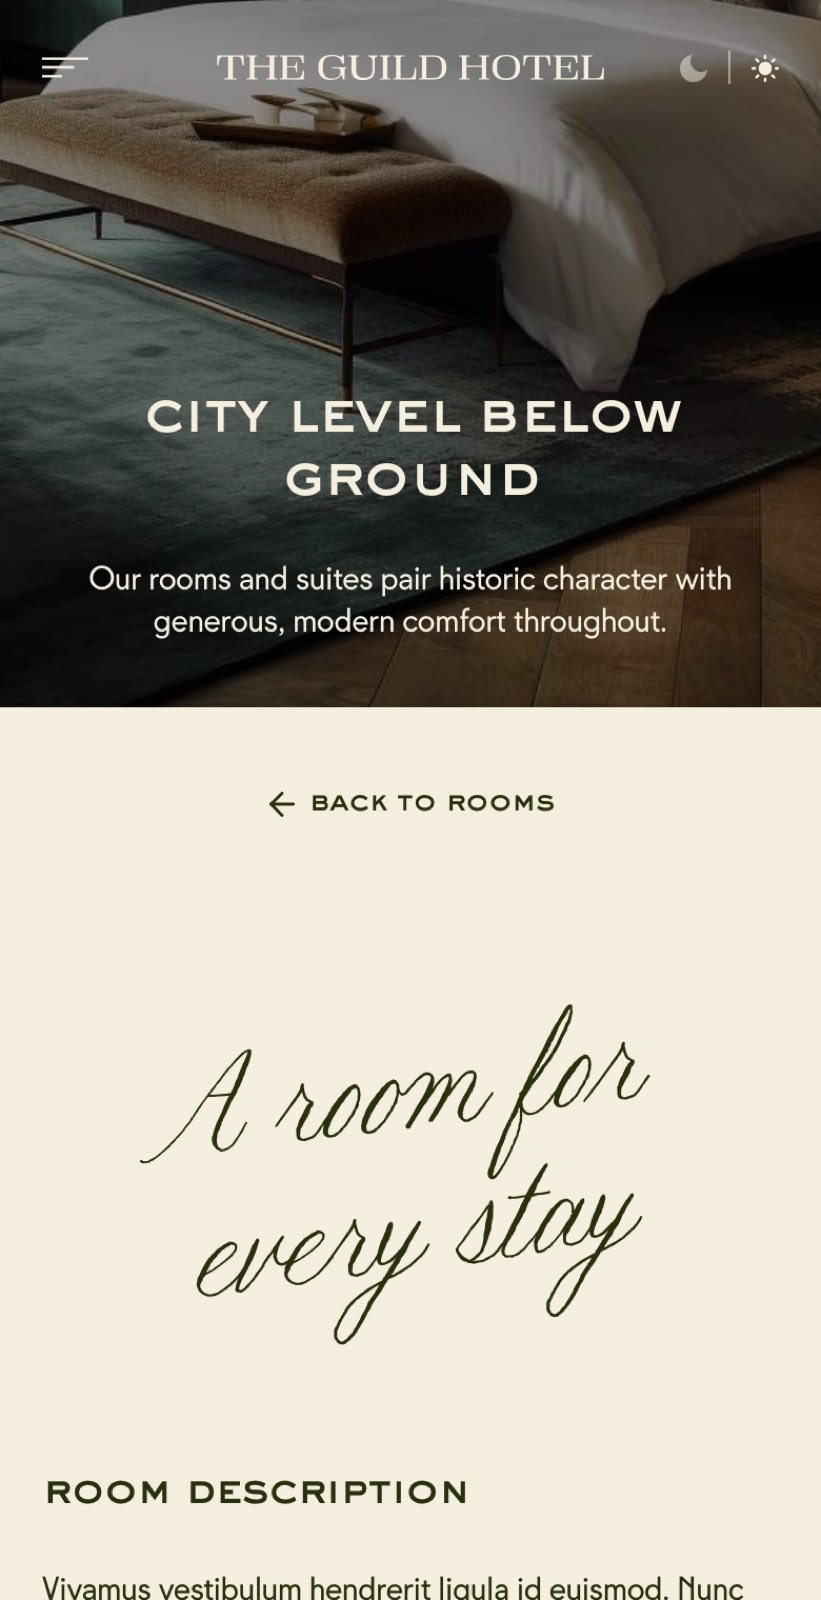 THE GUILD HOTEL
CITY LEVEL BELOW
GROUND
Our rooms and suites pair historic character with
generous, modern comfort throughout.
BACK TO ROOMS
A room for
every stay
ROOM DESCRIPTION
Vivamus vestibulum hendrerit ligula id euismod. Nunc